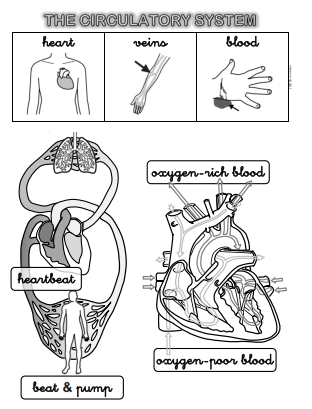 THE CIRCULATORY SYSTEM
heart veins blood
oxygen-rich blood
heartbeat
oxygen-poor blood
beat & pump